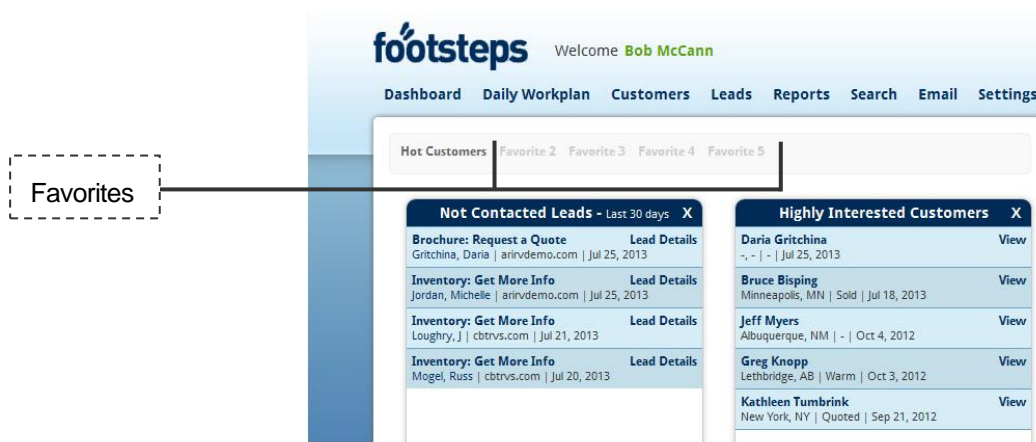 footsteps
Welcome Bob McCann
Dashboard Daily Workplan Customers Leads Reports Search Email Settings
Hot Customers Favorite 2 Favorite 3 Favorite 4 Favorite 5
Favorites
Not Contacted Leads - Last 30 days X
Brochure: Request a Quote Lead Details
Gritchina, Daria | arirvdemo.com | Jul 25, 2013
Inventory: Get More Info Lead Details
Jordan, Michelle | arirvdemo.com | Jul 25, 2013
Inventory: Get More Info Lead Details
Loughry, J | cbtrvs.com | Jul 21, 2013
Inventory: Get More Info Lead Details
Mogel, Russ | cbtrvs.com | Jul 20, 2013
Highly Interested Customers X
Daria Gritchina View
-, - | - | Jul 25, 2013
Bruce Bisping View
Minneapolis, MN | Sold | Jul 18, 2013
Jeff Myers View
Albuquerque, NM | - | Oct 4, 2012
Greg Knopp View
Lethbridge, AB | Warm | Oct 3, 2012
Kathleen Tumbrink View
New York, NY | Quoted | Sep 21, 2012